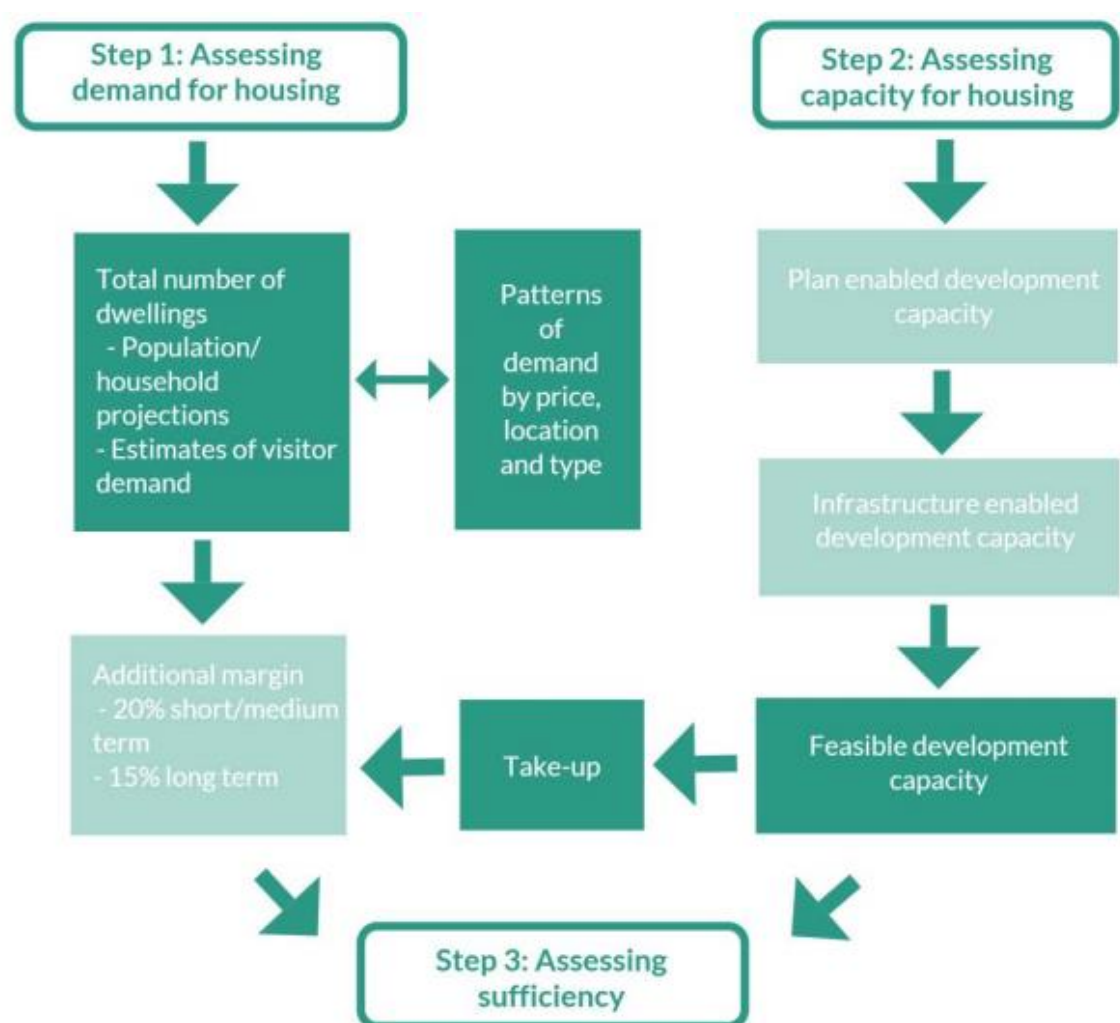 Step 1: Assessing
demand for housing
Step 2: Assessing
capacity for housing
Total number of
dwellings
- Population/
household
projections
- Estimates of visitor
demand
Patterns
of
demand
by price,
location
and type
Plan enabled development
capacity
Infrastructure enabled
development capacity
Additional margin
- 20% short/medium
term
- 15% long term
Take-up
Feasible development
capacity
Step 3: Assessing
sufficiency